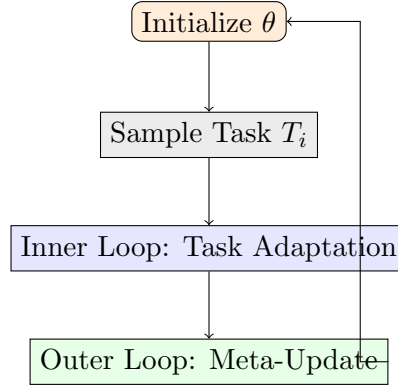 Initialize θ
Sample Task Tᵢ
Inner Loop: Task Adaptation
Outer Loop: Meta-Update